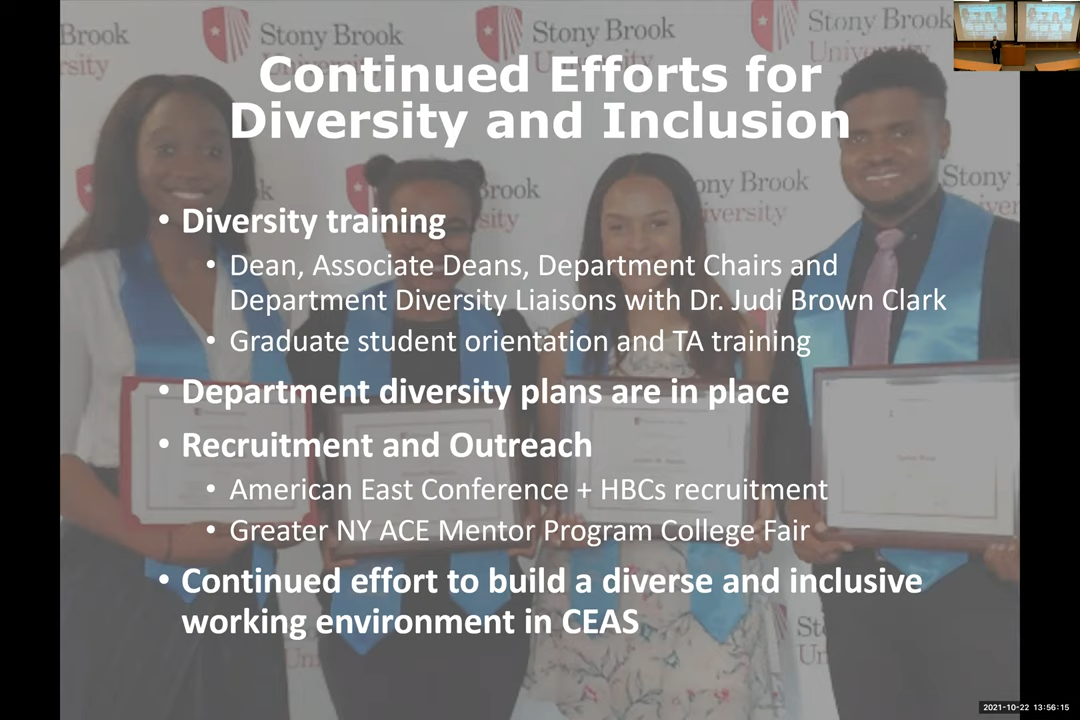 Brook
Stony Brook
Stony Brook
Stony Brook
University
Continued Efforts for
Diversity and Inclusion
Stony Brook
• Diversity training
• Dean, Associate Deans, Department Chairs and
Department Diversity Liaisons with Dr. Judi Brown Clark
• Graduate student orientation and TA training
• Department diversity plans are in place
• Recruitment and Outreach
• American East Conference + HBCs recruitment
• Greater NY ACE Mentor Program College Fair
• Continued effort to build a diverse and inclusive
working environment in CEAS
2021-10-22 13:56:15